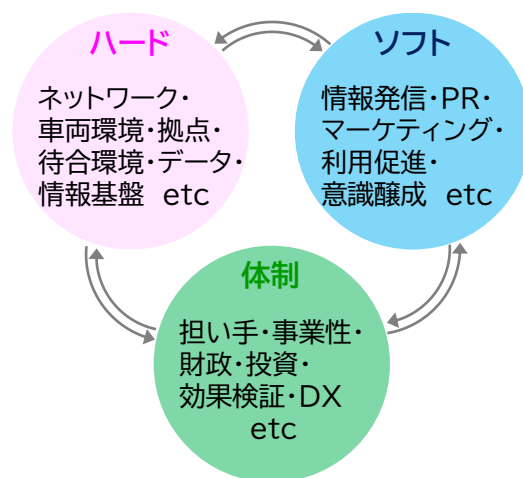 ハード
ネットワーク・
車両環境・拠点・
待合環境・データ・
情報基盤 etc
ソフト
情報発信・PR・
マーケティング・
利用促進・
意識醸成 etc
体制
担い手・事業性・
財政・投資・
効果検証・DX
etc